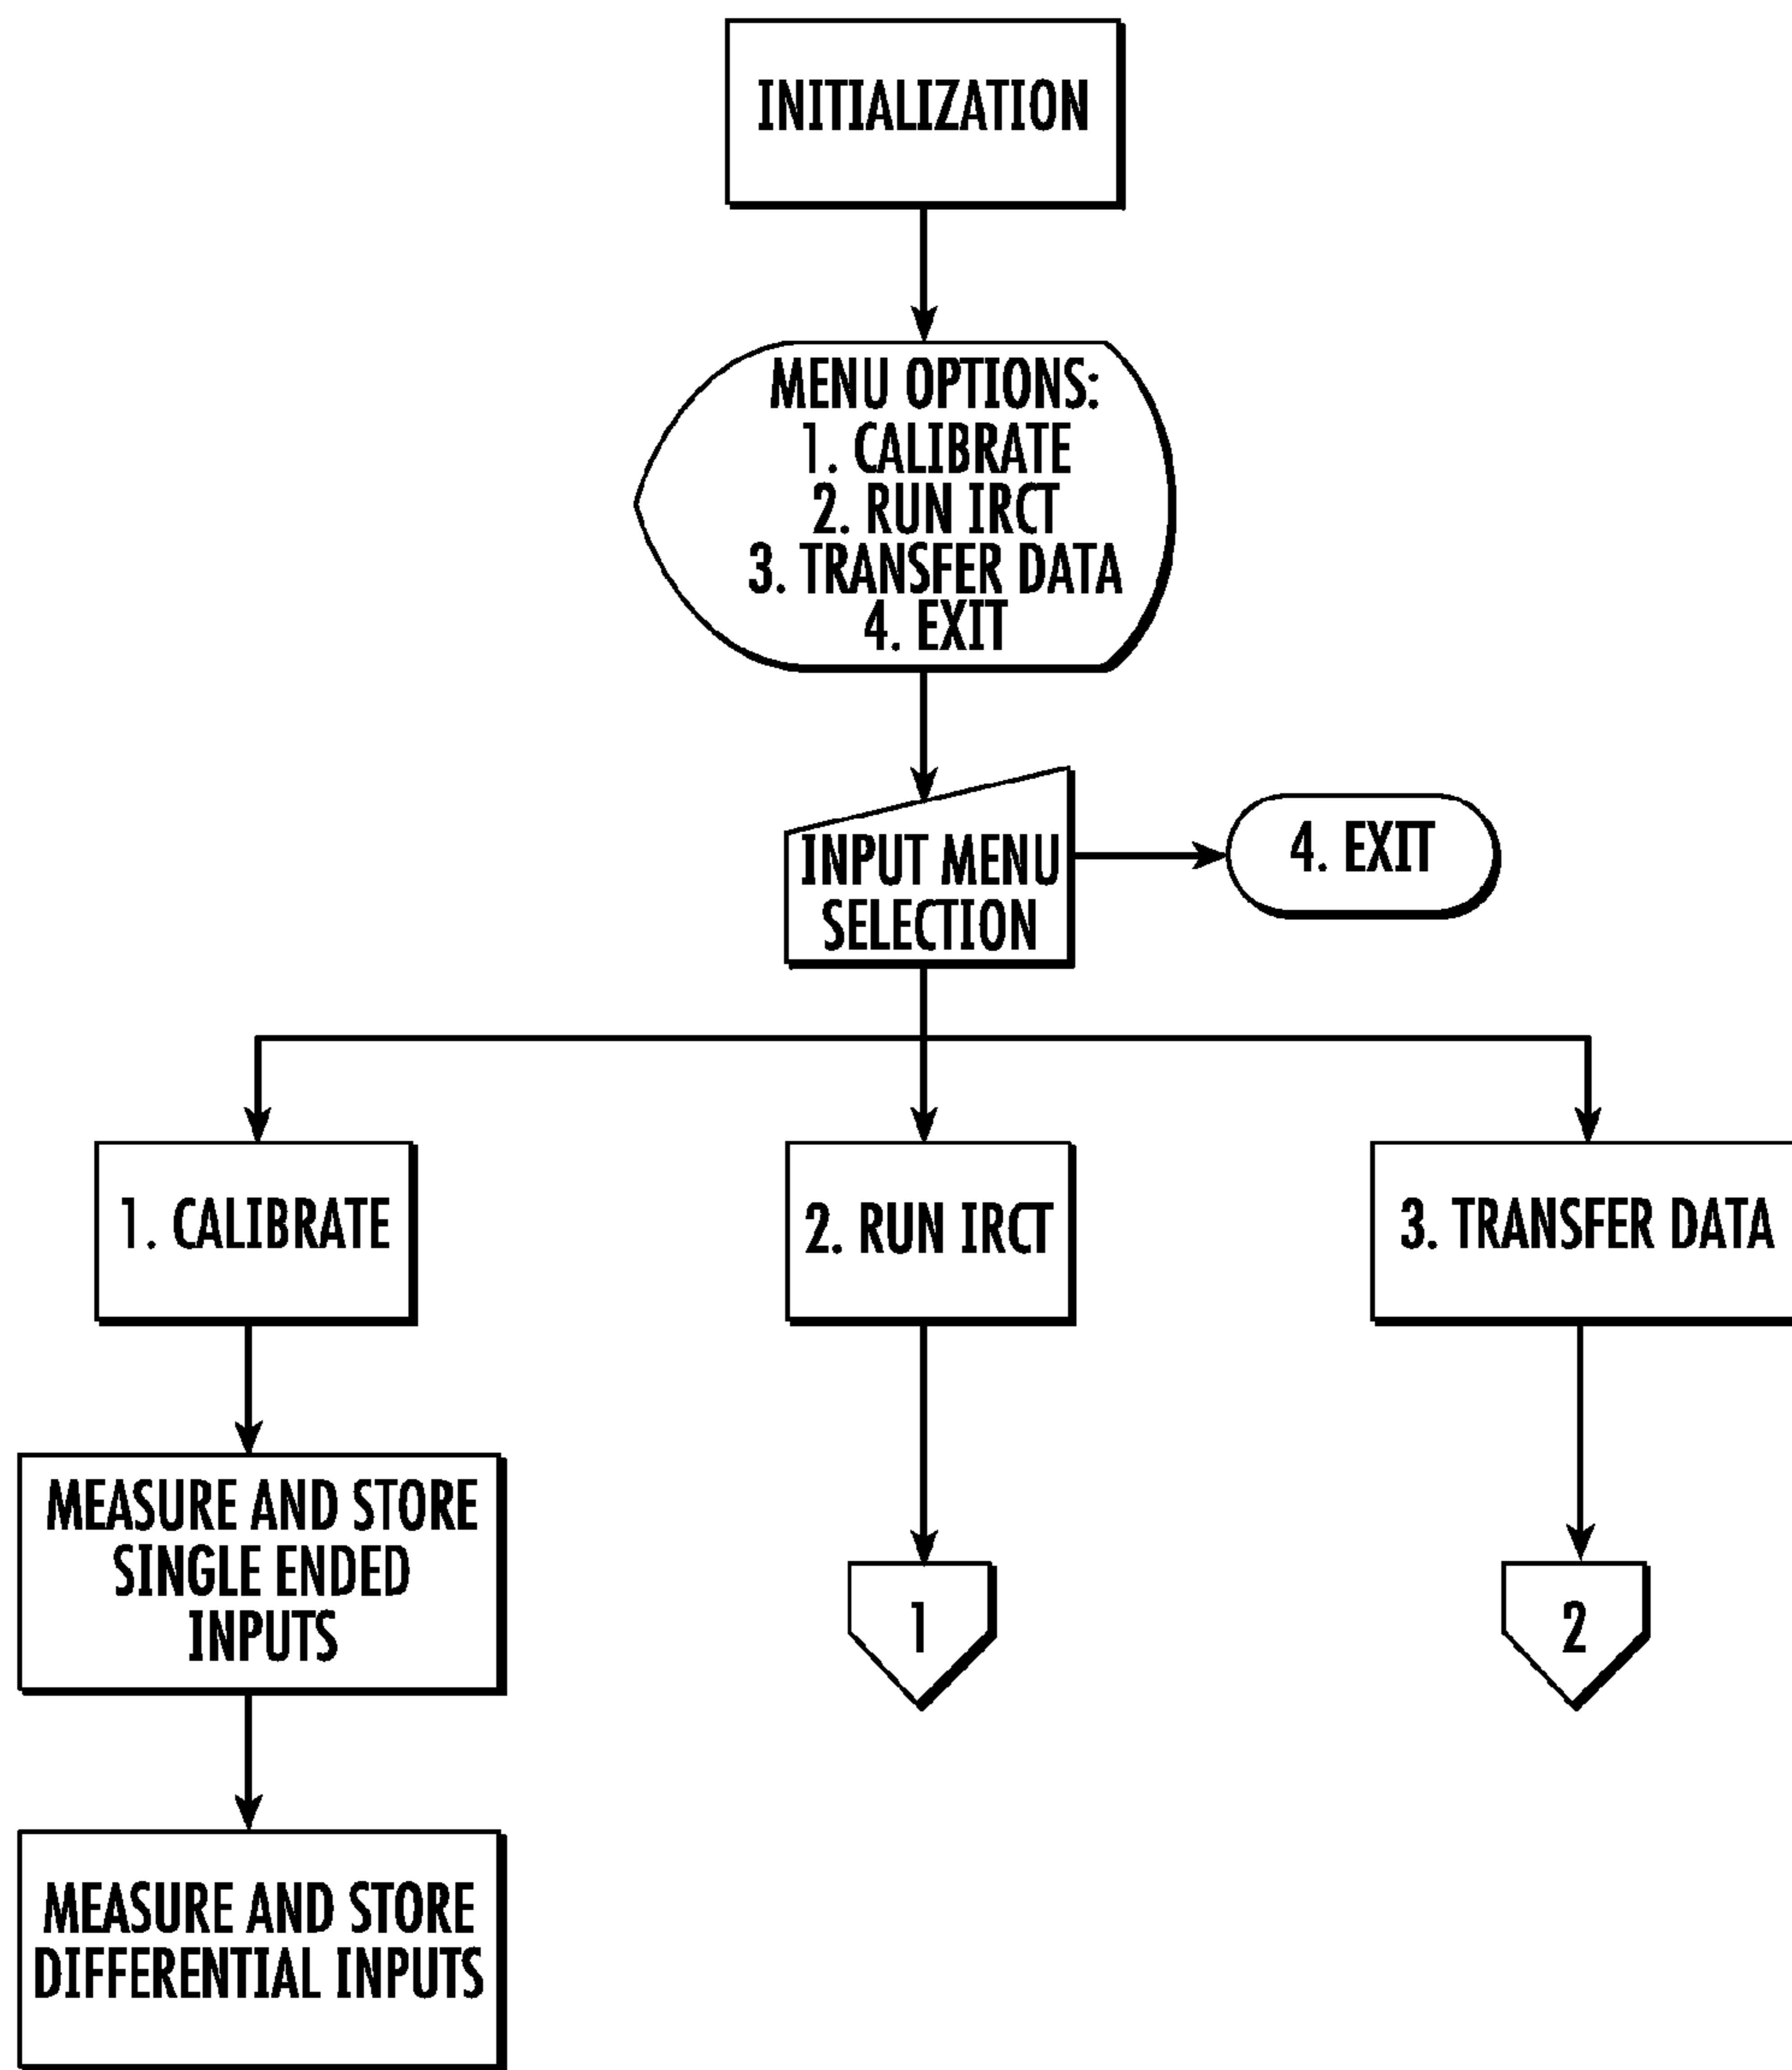 INITIALIZATION
MENU OPTIONS:
1. CALIBRATE
2. RUN IRCT
3. TRANSFER DATA
4. EXIT
INPUT MENU
SELECTION
4. EXIT
1. CALIBRATE
2. RUN IRCT
3. TRANSFER DATA
MEASURE AND STORE
SINGLE ENDED
INPUTS
1
2
MEASURE AND STORE
DIFFERENTIAL INPUTS